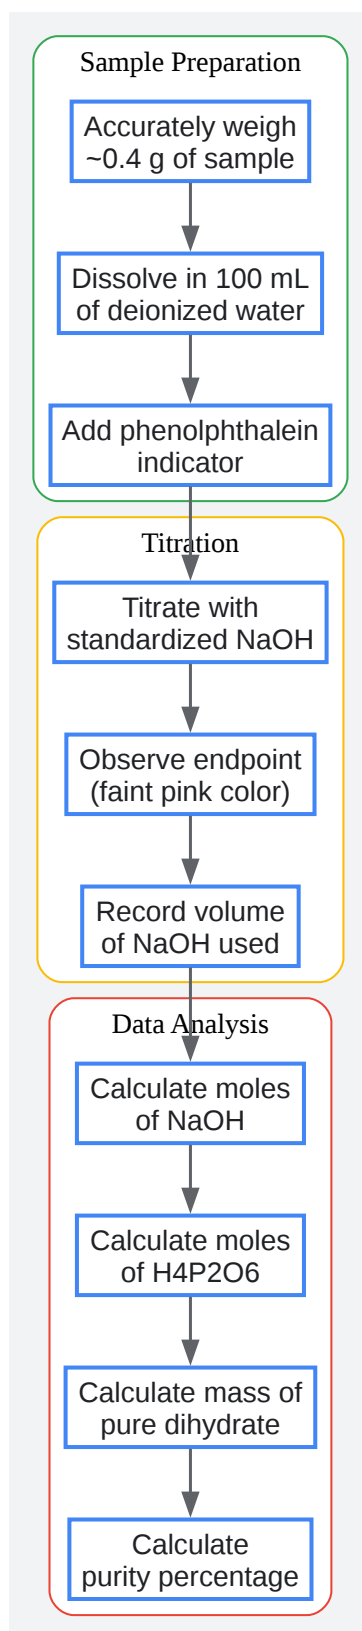 Sample Preparation
Accurately weigh
~0.4 g of sample
Dissolve in 100 mL
of deionized water
Add phenolphthalein
indicator
Titration
Titrate with
standardized NaOH
Observe endpoint
(faint pink color)
Record volume
of NaOH used
Data Analysis
Calculate moles
of NaOH
Calculate moles
of H4P2O6
Calculate mass of
pure dihydrate
Calculate
purity percentage